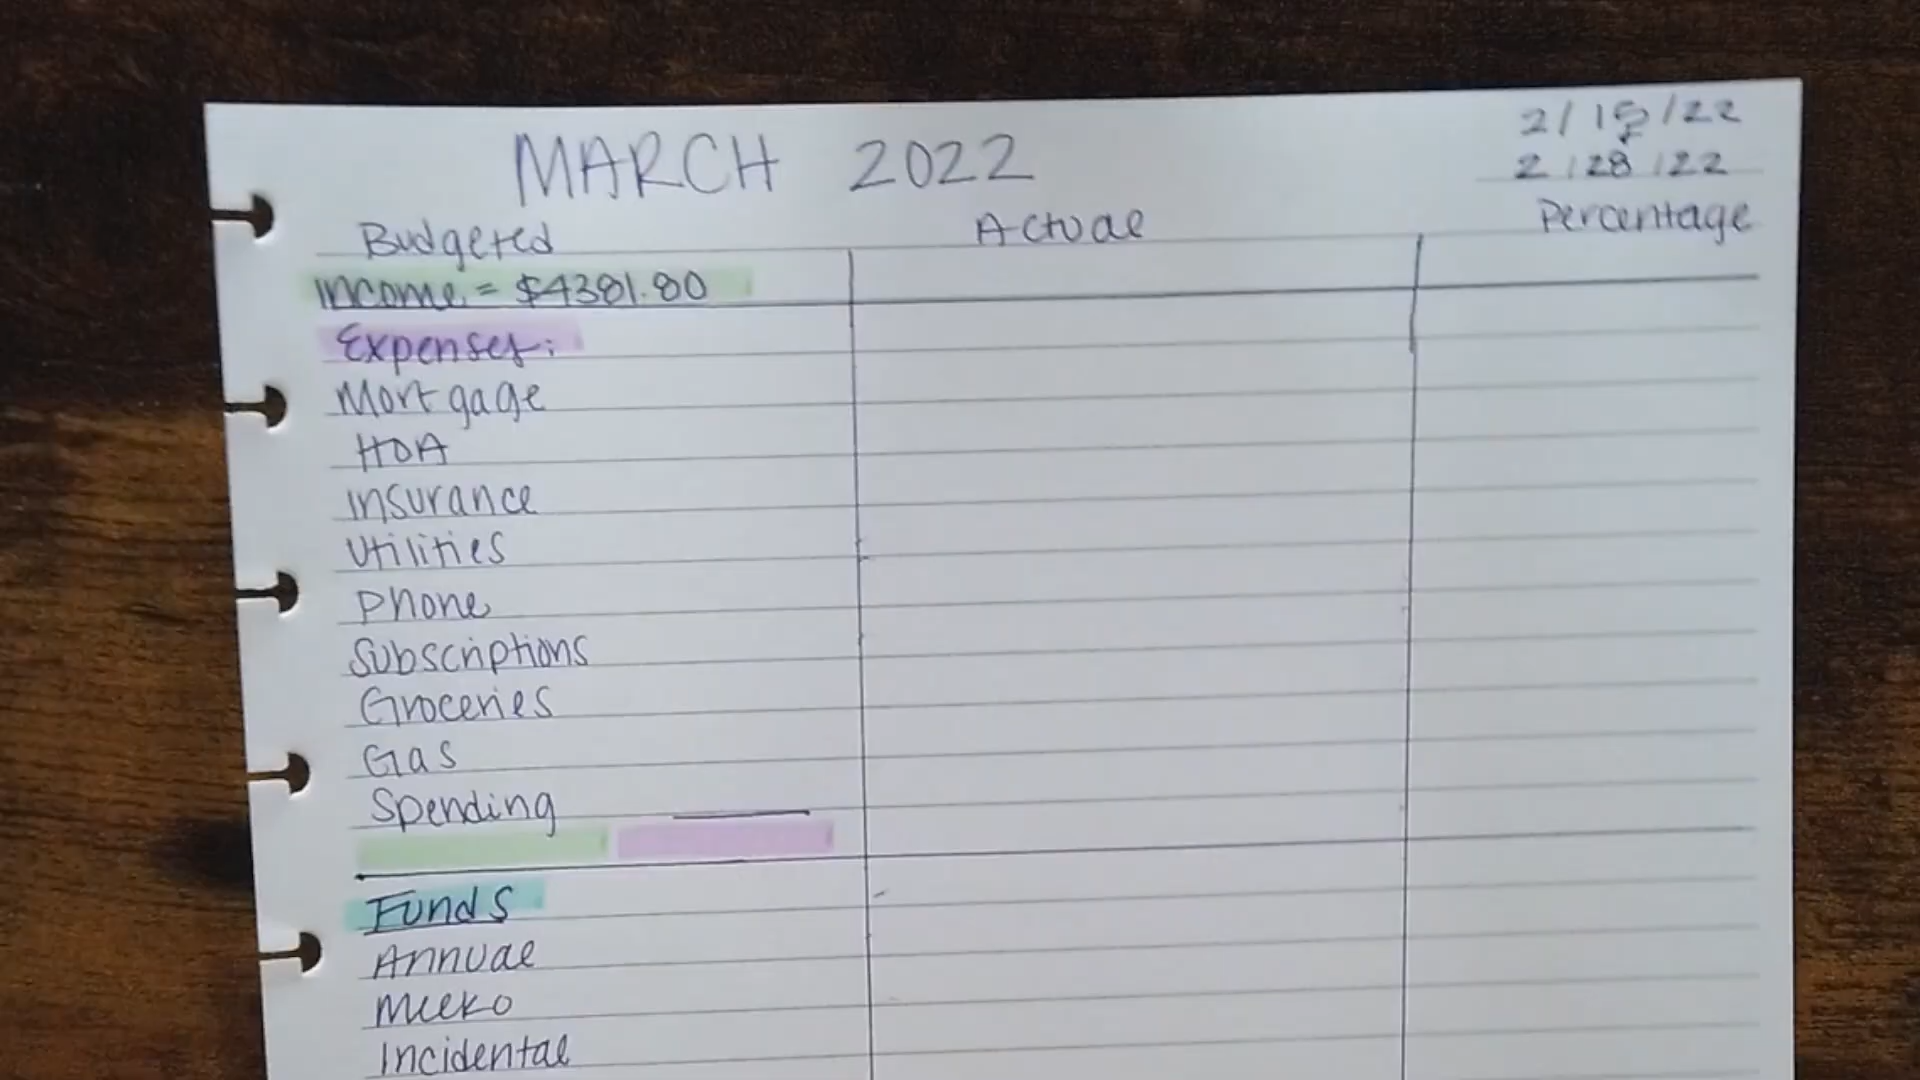 MARCH 2022
2/15/22
2/28/22
Budgeted Actual Percentage
Income = $4381.80
Expenses:
Mortgage
HOA
Insurance
Utilities
Phone
Subscriptions
Groceries
Gas
Spending
Funds
Annual
Meeko
Incidental